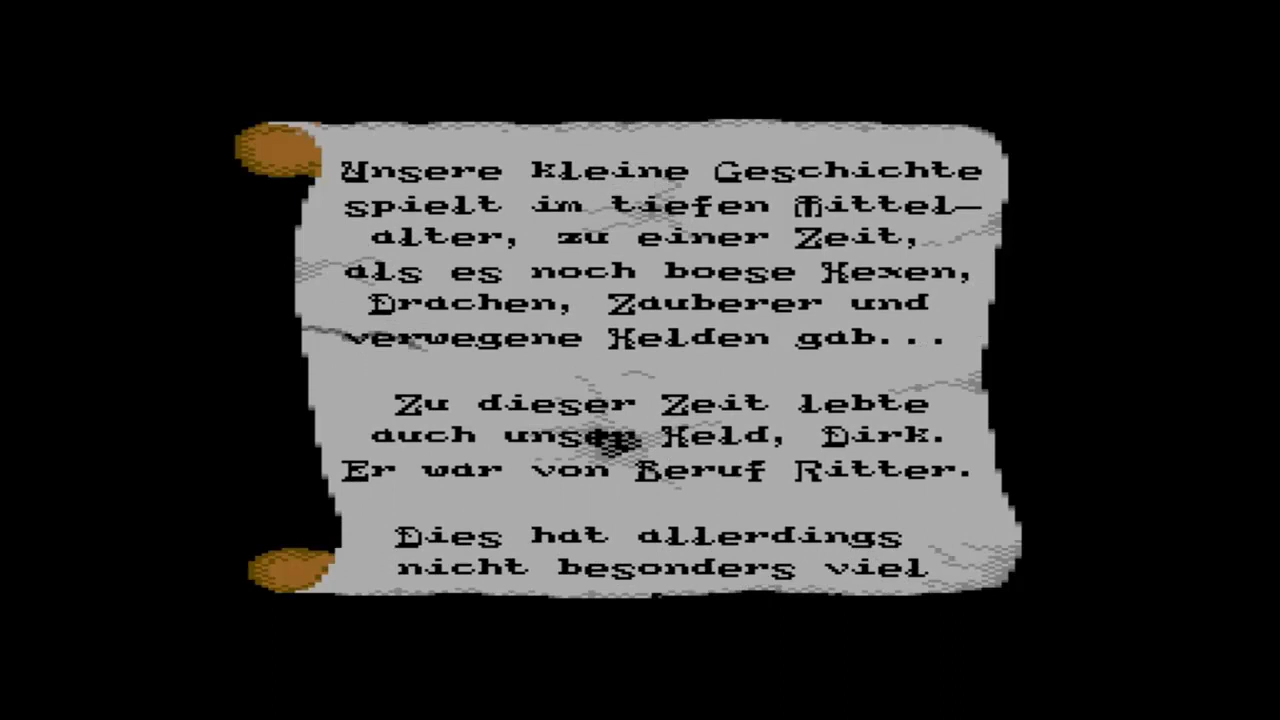 Unsere kleine Geschichte
spielt im tiefen Mittel-
alter, zu einer Zeit,
als es noch boese Hexen,
Drachen, Zauberer und
verwegene Helden gab...
Zu dieser Zeit lebte
auch unser Held, Dirk.
Er war von Beruf Ritter.
Dies hat allerdings
nicht besonders viel